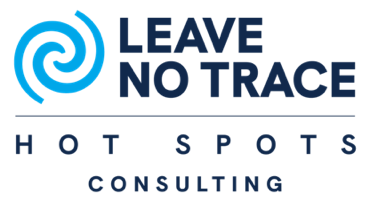 LEAVE
NO TRACE
HOT SPOTS
CONSULTING